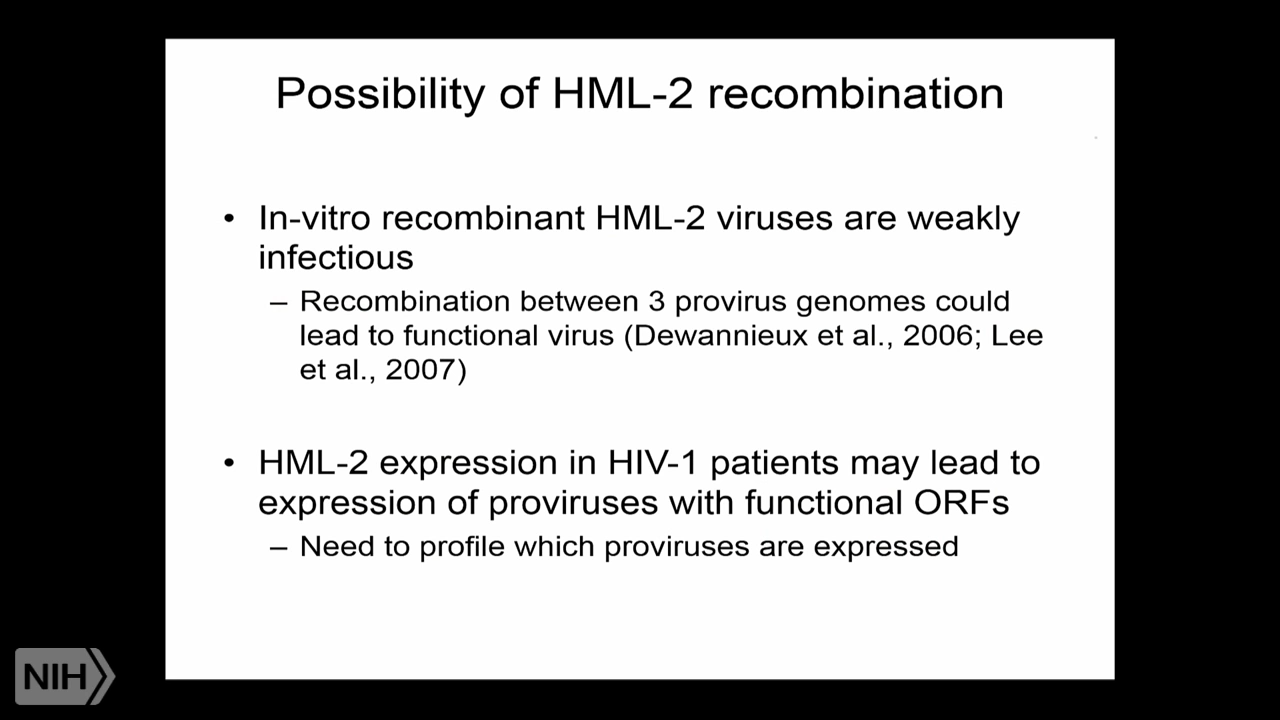 Possibility of HML-2 recombination
• In-vitro recombinant HML-2 viruses are weakly
infectious
– Recombination between 3 provirus genomes could
lead to functional virus (Dewannieux et al., 2006; Lee
et al., 2007)
• HML-2 expression in HIV-1 patients may lead to
expression of proviruses with functional ORFs
– Need to profile which proviruses are expressed
NIH